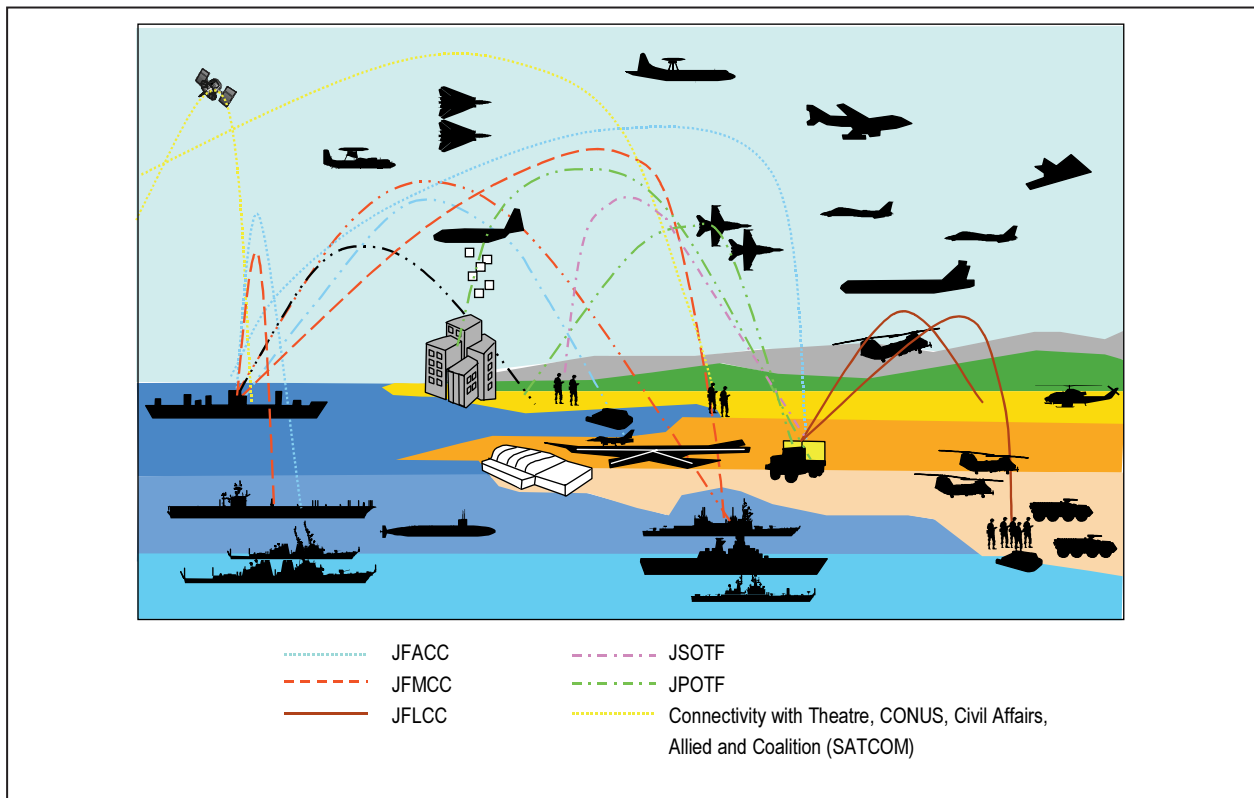 JFACC
JFMCC
JFLCC
JSOTF
JPOTF
Connectivity with Theatre, CONUS, Civil Affairs,
Allied and Coalition (SATCOM)